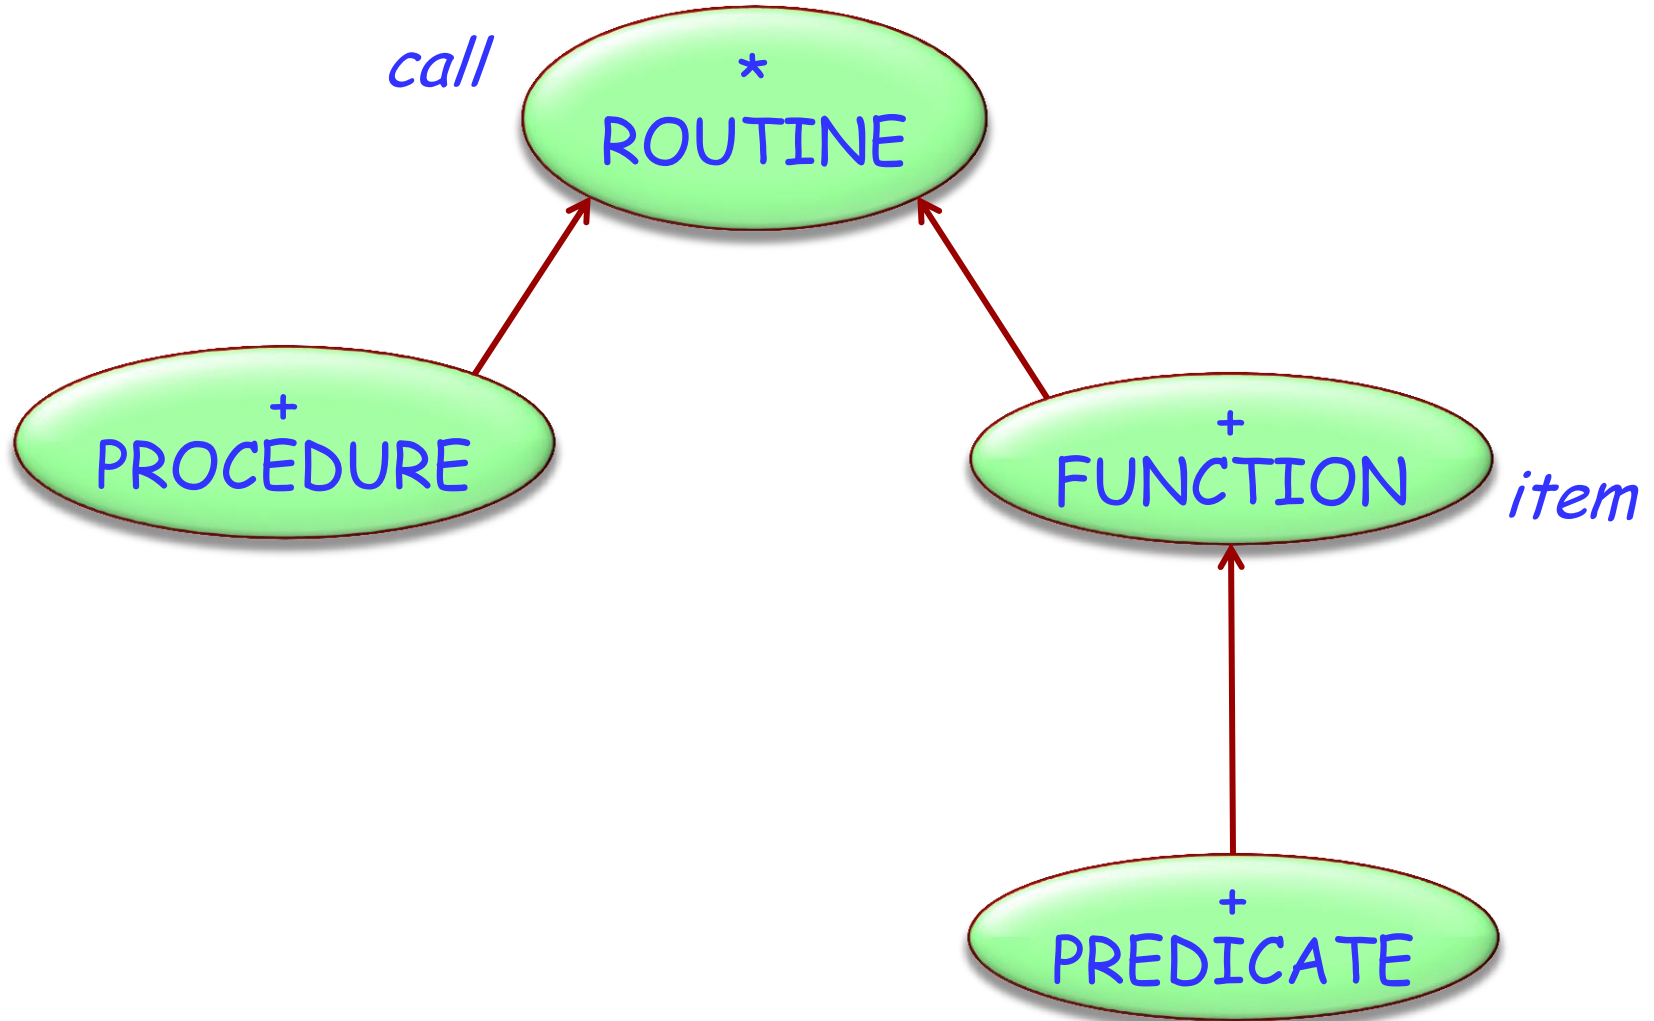 call
*
ROUTINE
+
PROCEDURE
+
FUNCTION
item
+
PREDICATE